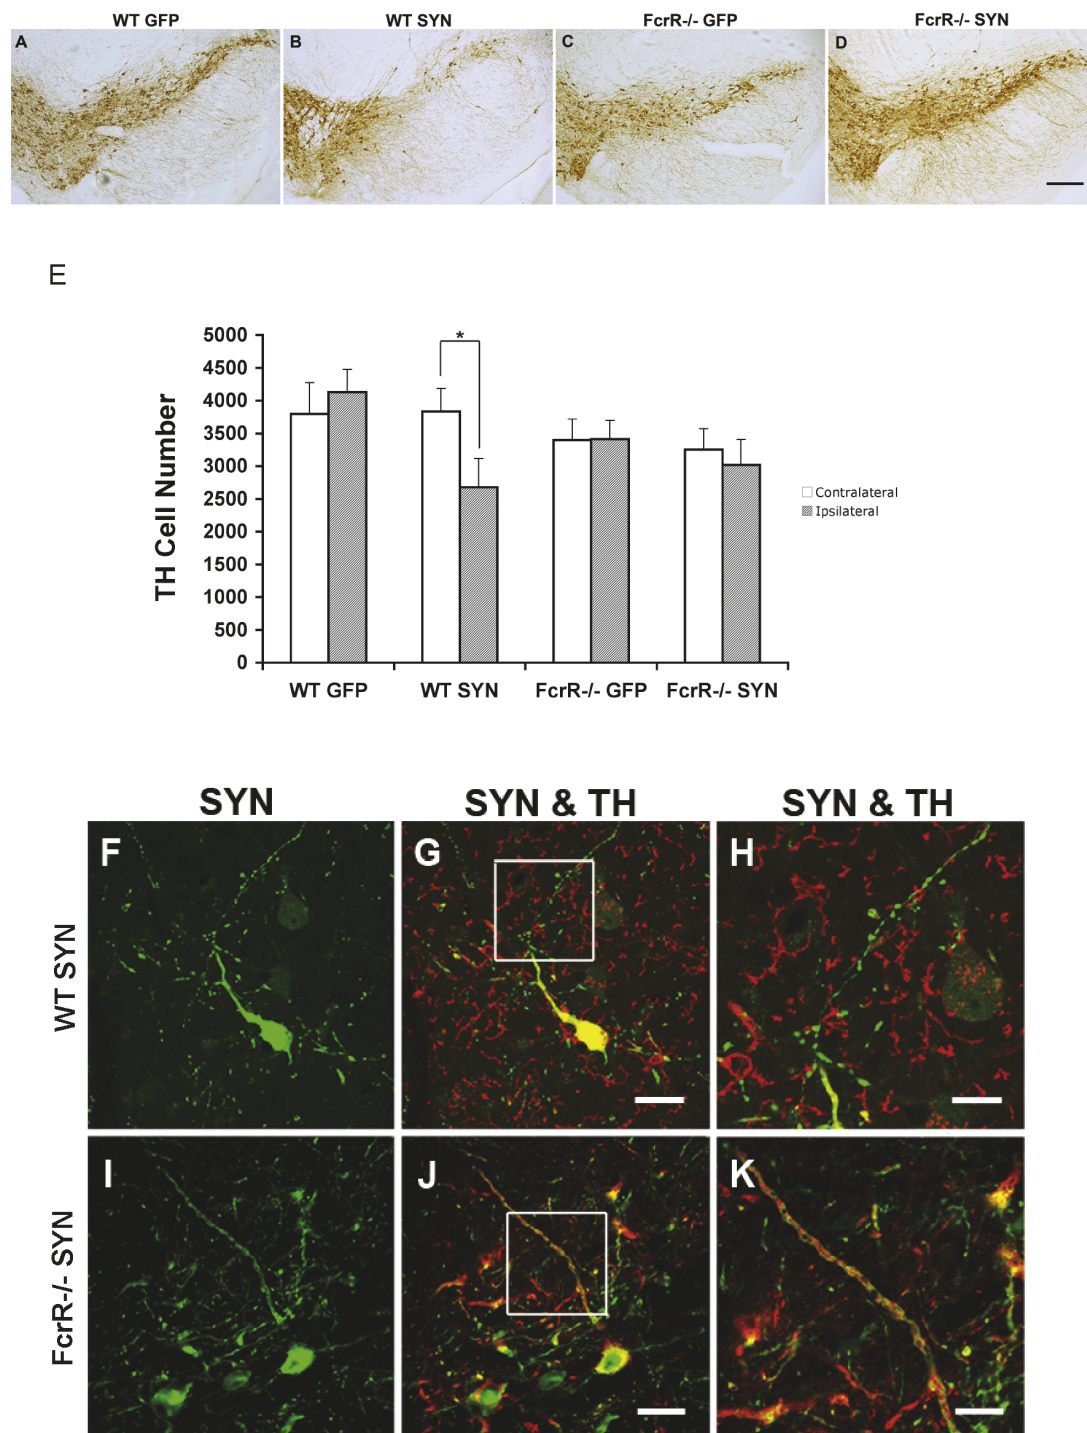 WT GFP WT SYN FcrR-/- GFP FcrR-/- SYN
A B C D
E
5000
4500
4000
3500
3000
2500
2000
1500
1000
500
0
TH Cell Number
*
Contralateral
Ipsilateral
WT GFP WT SYN FcrR-/- GFP FcrR-/- SYN
SYN SYN & TH SYN & TH
WT SYN
F G H
FcrR-/- SYN
I J K